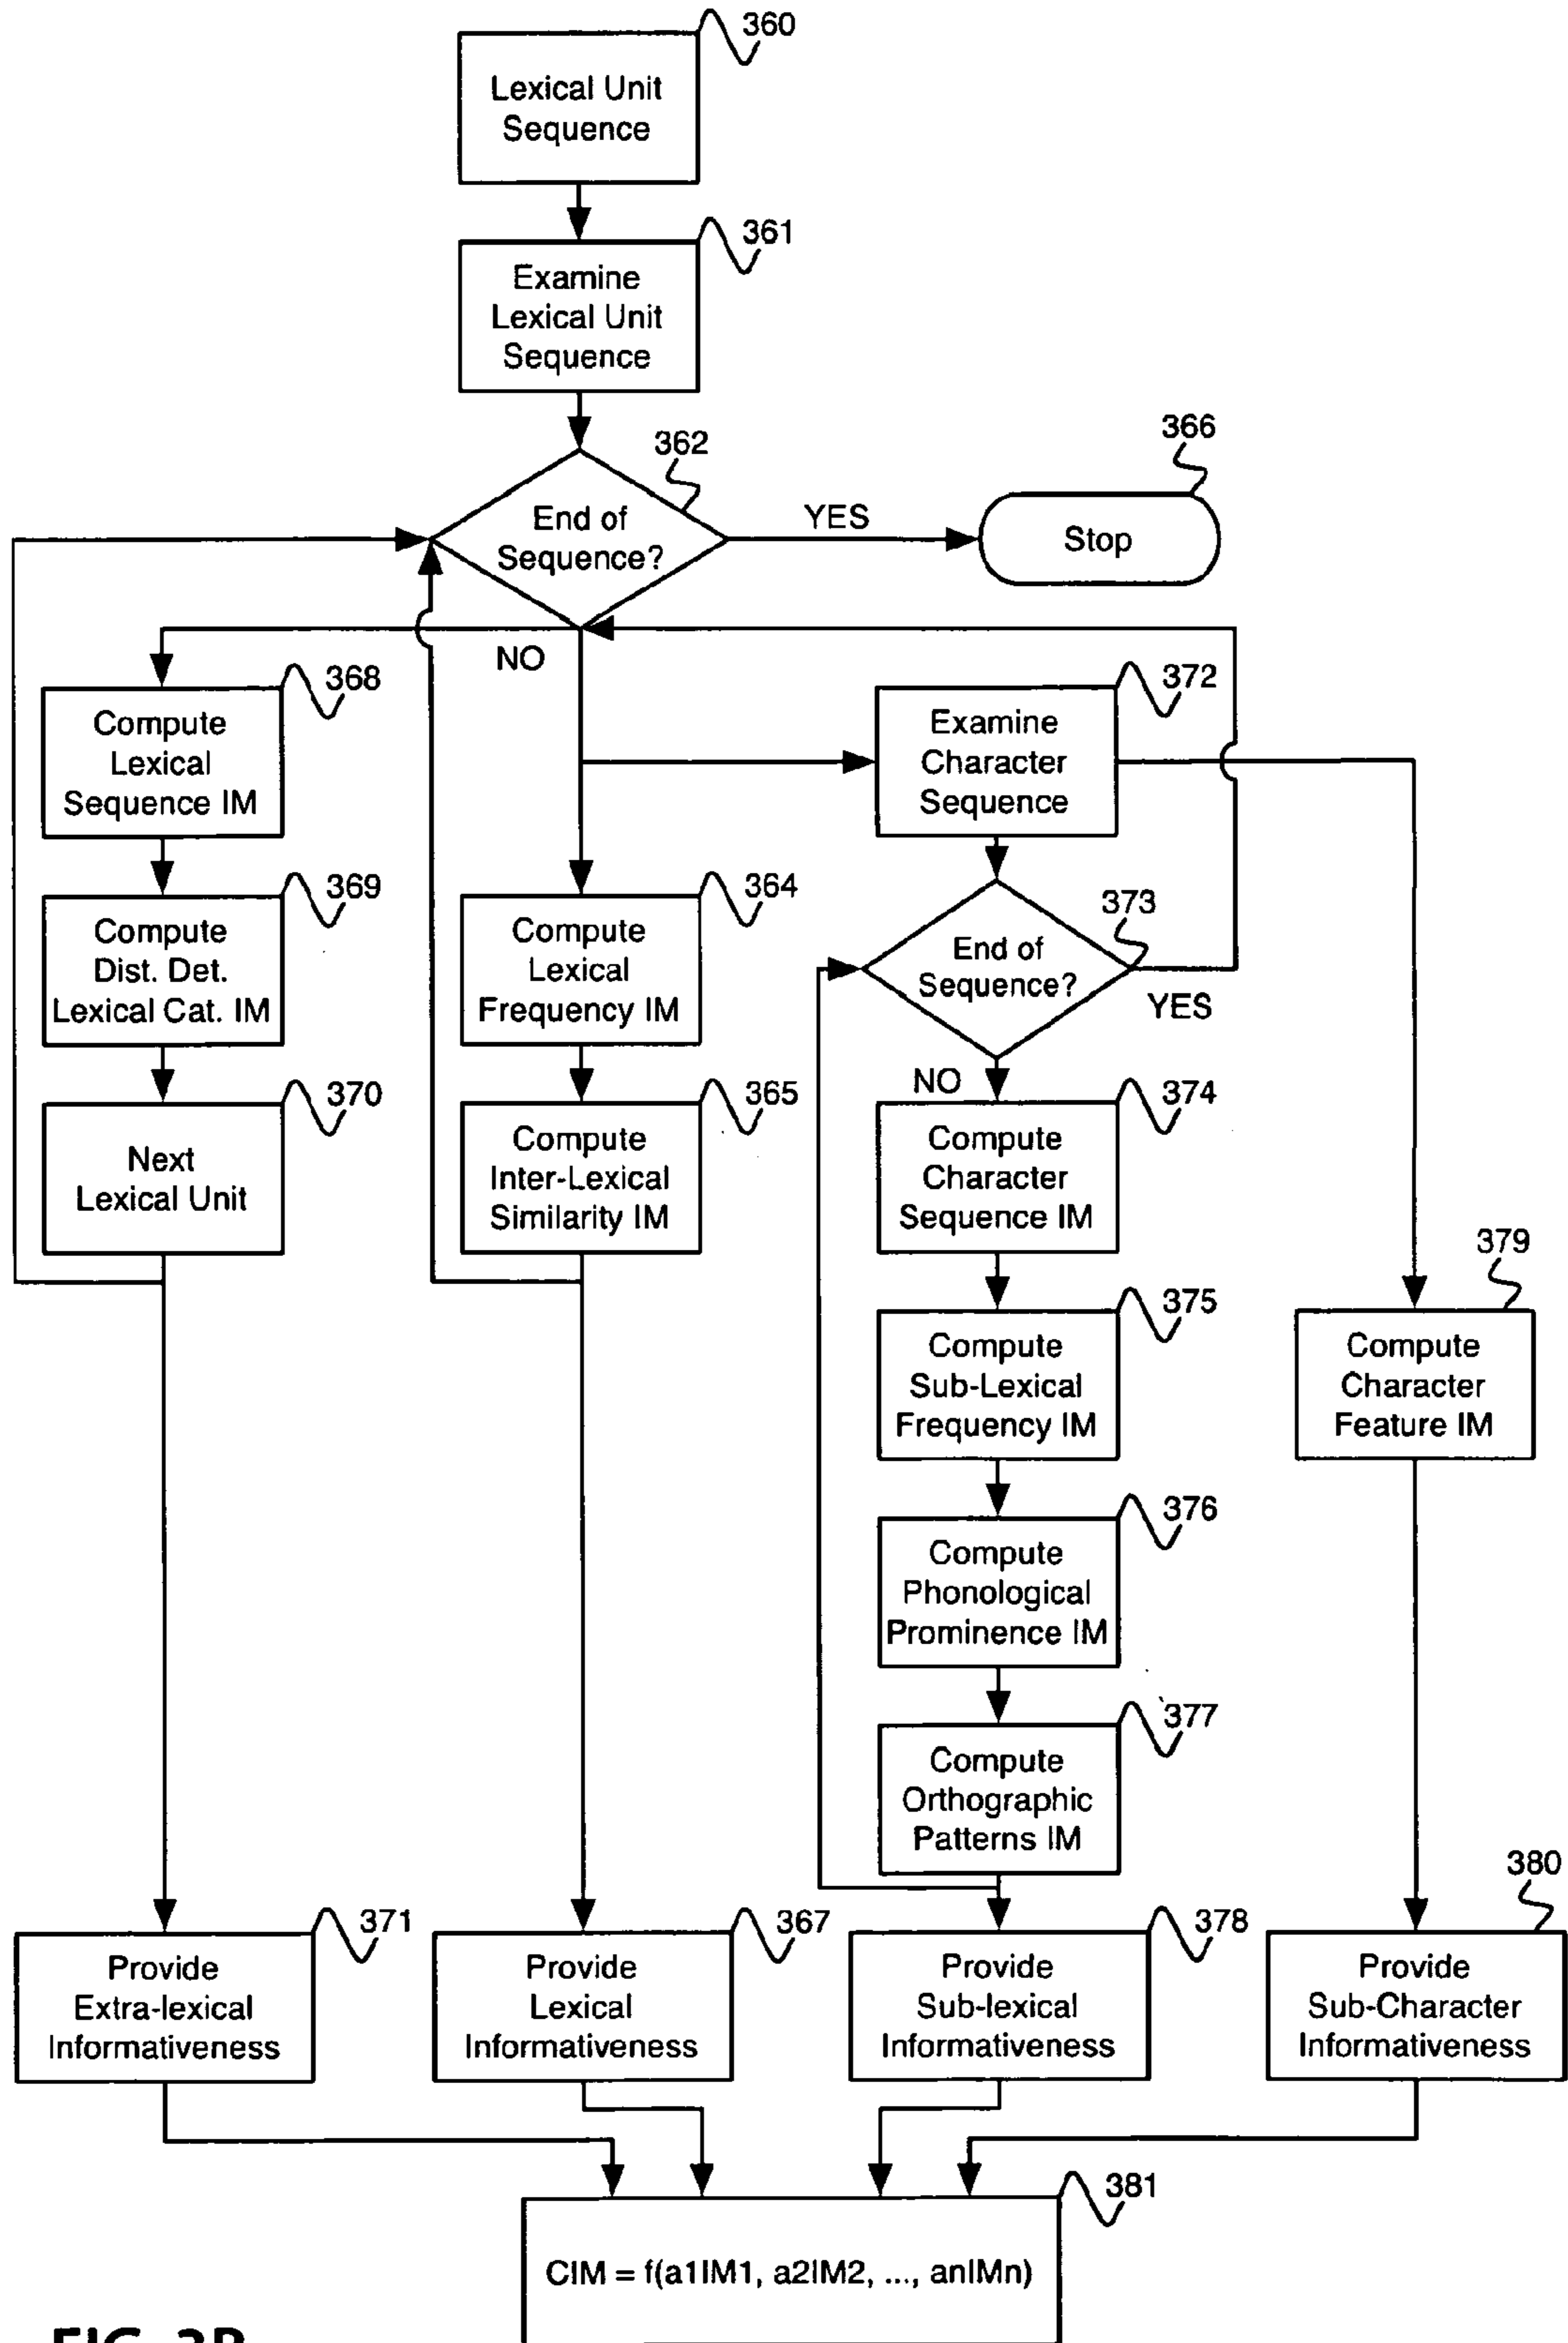 360
Lexical Unit
Sequence
361
Examine
Lexical Unit
Sequence
362
End of
Sequence?
YES
366
Stop
NO
368
Compute
Lexical
Sequence IM
372
Examine
Character
Sequence
369
Compute
Dist. Det.
Lexical Cat. IM
364
Compute
Lexical
Frequency IM
373
End of
Sequence?
YES
NO
370
Next
Lexical Unit
365
Compute
Inter-Lexical
Similarity IM
374
Compute
Character
Sequence IM
375
Compute
Sub-Lexical
Frequency IM
379
Compute
Character
Feature IM
376
Compute
Phonological
Prominence IM
377
Compute
Orthographic
Patterns IM
371
Provide
Extra-lexical
Informativeness
367
Provide
Lexical
Informativeness
378
Provide
Sub-lexical
Informativeness
380
Provide
Sub-Character
Informativeness
381
CIM = f(a1IM1, a2IM2, ..., anIMn)